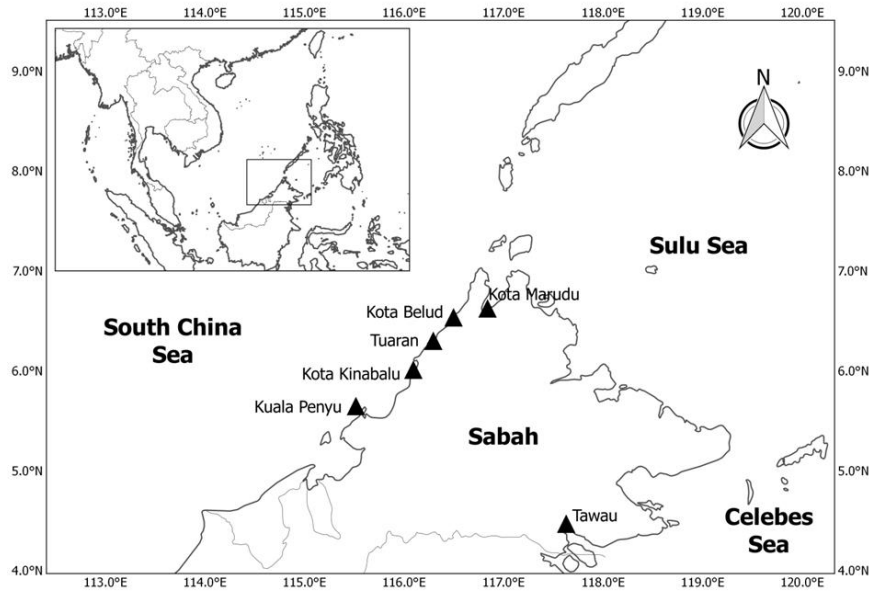 113.0°E 114.0°E 115.0°E 116.0°E 117.0°E 118.0°E 119.0°E 120.0°E
9.0°N 9.0°N
N
8.0°N 8.0°N
Sulu Sea
7.0°N 7.0°N
Kota Marudu
Kota Belud
South China
Sea
Tuaran
6.0°N 6.0°N
Kota Kinabalu
Kuala Penyu
Sabah
5.0°N 5.0°N
Tawau
Celebes
Sea
4.0°N 4.0°N
113.0°E 114.0°E 115.0°E 116.0°E 117.0°E 118.0°E 119.0°E 120.0°E